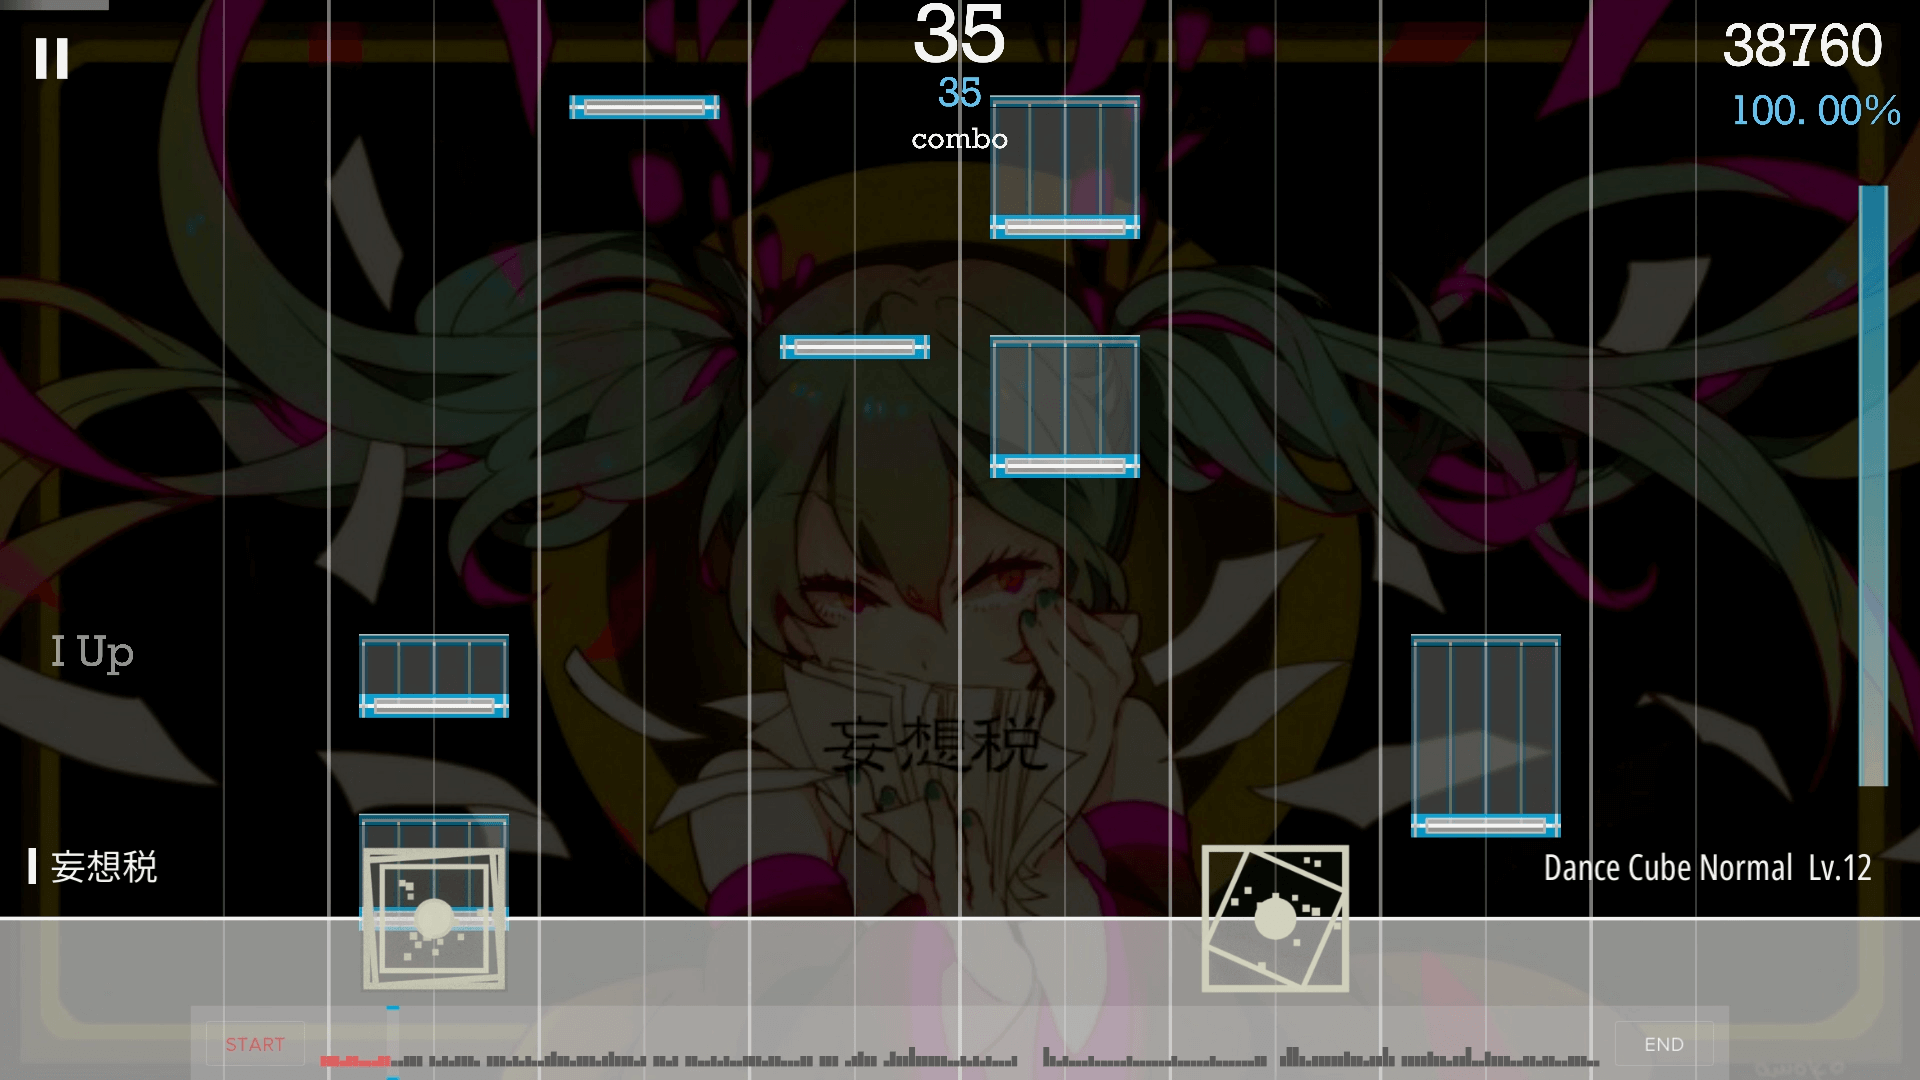 35
35
combo
38760
100.00%
I Up
妄想税
妄想税
Dance Cube Normal Lv.12
START
END